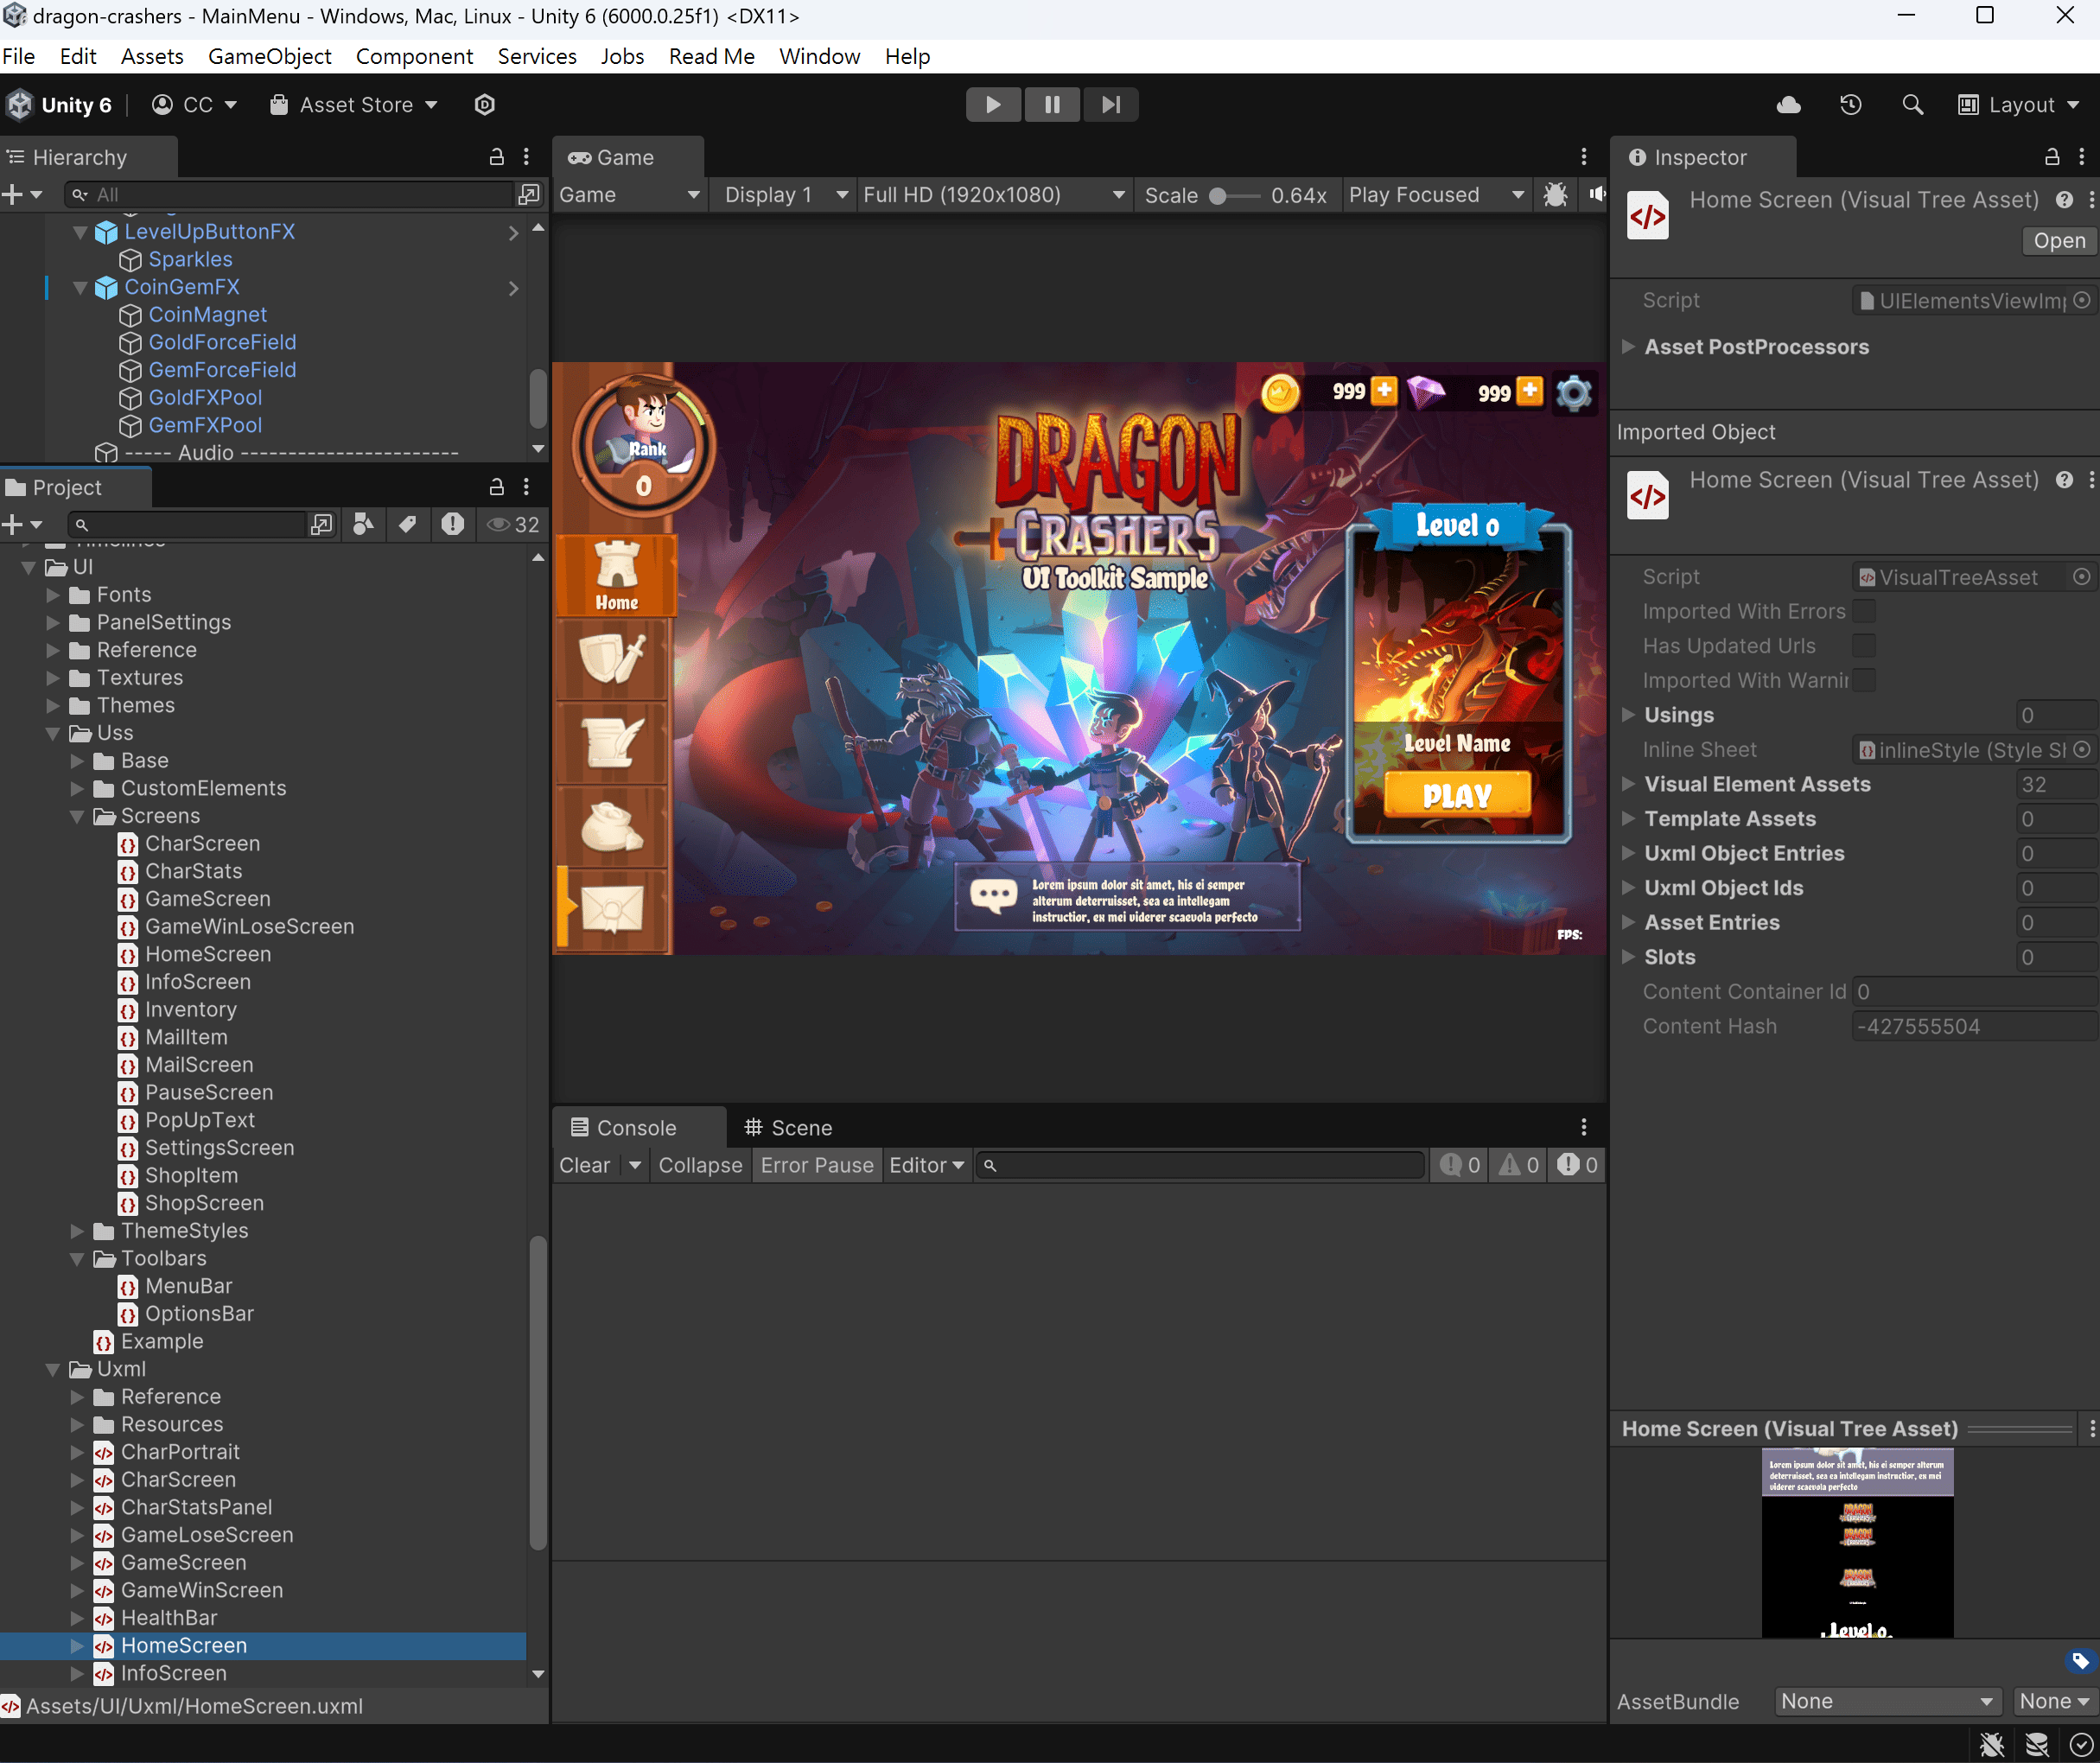 dragon-crashers - MainMenu - Windows, Mac, Linux - Unity 6 (6000.0.25f1) <DX11>
File Edit Assets GameObject Component Services Jobs Read Me Window Help
Unity 6 CC Asset Store Layout
Hierarchy
All
LevelUpButtonFX
Sparkles
CoinGemFX
CoinMagnet
GoldForceField
GemForceField
GoldFXPool
GemFXPool
----- Audio -----------------------
Project
32
Timelines
UI
Fonts
PanelSettings
Reference
Textures
Themes
Uss
Base
CustomElements
Screens
CharScreen
CharStats
GameScreen
GameWinLoseScreen
HomeScreen
InfoScreen
Inventory
MailItem
MailScreen
PauseScreen
PopUpText
SettingsScreen
ShopItem
ShopScreen
ThemeStyles
Toolbars
MenuBar
OptionsBar
Example
Uxml
Reference
Resources
CharPortrait
CharScreen
CharStatsPanel
GameLoseScreen
GameScreen
GameWinScreen
HealthBar
HomeScreen
InfoScreen
Assets/UI/Uxml/HomeScreen.uxml
Game
Game Display 1 Full HD (1920x1080) Scale 0.64x Play Focused
Rank
0
999 999
DRAGON
CRASHERS
UI Toolkit Sample
Home
Level 0
Level Name
PLAY
Lorem ipsum dolor sit amet, his ei semper
alterum deterruisset, sea ea intellegam
instructior, ex mei viderer scaevola perfecto
FPS:
Console Scene
Clear Collapse Error Pause Editor 0 0 0
Inspector
Home Screen (Visual Tree Asset)
Open
Script UIElementsViewImp
Asset PostProcessors
Imported Object
Home Screen (Visual Tree Asset)
Script VisualTreeAsset
Imported With Errors
Has Updated Urls
Imported With Warnin
Usings 0
Inline Sheet inlineStyle (Style Sh
Visual Element Assets 32
Template Assets 0
Uxml Object Entries 0
Uxml Object Ids 0
Asset Entries 0
Slots 0
Content Container Id 0
Content Hash -427555504
Home Screen (Visual Tree Asset)
Lorem ipsum dolor sit amet, his ei semper alterum
deterruisset, sea ea intellegam instructior, ex mei
viderer scaevola perfecto
DRAGON
CRASHERS
DRAGON
CRASHERS
DRAGON
CRASHERS
Level 0
AssetBundle None None